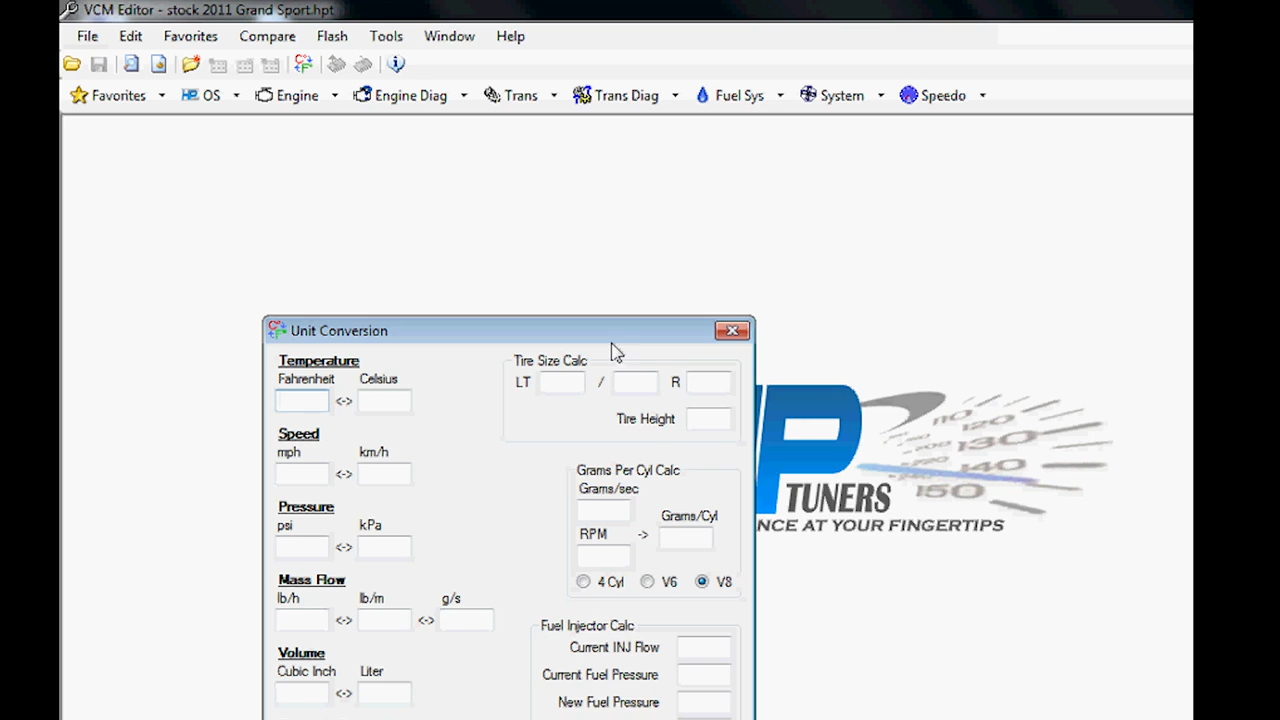 VCM Editor - stock 2011 Grand Sport.hpt
File Edit Favorites Compare Flash Tools Window Help
Favorites OS Engine Engine Diag Trans Trans Diag Fuel Sys System Speedo
Unit Conversion
Temperature
Fahrenheit <-> Celsius
Speed
mph <-> km/h
Pressure
psi <-> kPa
Mass Flow
lb/h <-> lb/m <-> g/s
Volume
Cubic Inch <-> Liter
Tire Size Calc
LT / R
Tire Height
Grams Per Cyl Calc
Grams/sec
Grams/Cyl
RPM ->
4 Cyl V6 V8
Fuel Injector Calc
Current INJ Flow
Current Fuel Pressure
New Fuel Pressure
P TUNERS
NCE AT YOUR FINGERTIPS
110
120
130
140
150